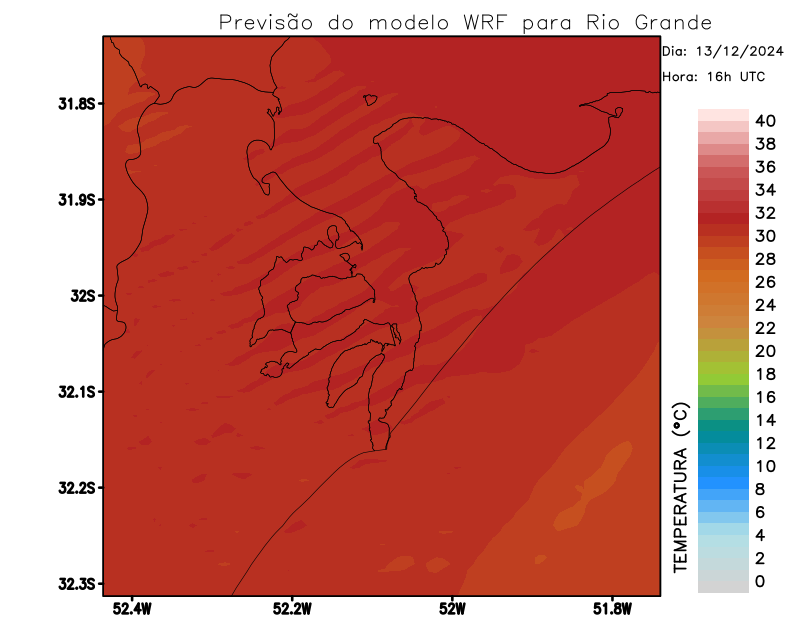 Previsão do modelo WRF para Rio Grande
Dia: 13/12/2024
Hora: 16h UTC
31.8S
31.9S
32S
32.1S
32.2S
32.3S
52.4W
52.2W
52W
51.8W
TEMPERATURA (°C)
40
38
36
34
32
30
28
26
24
22
20
18
16
14
12
10
8
6
4
2
0